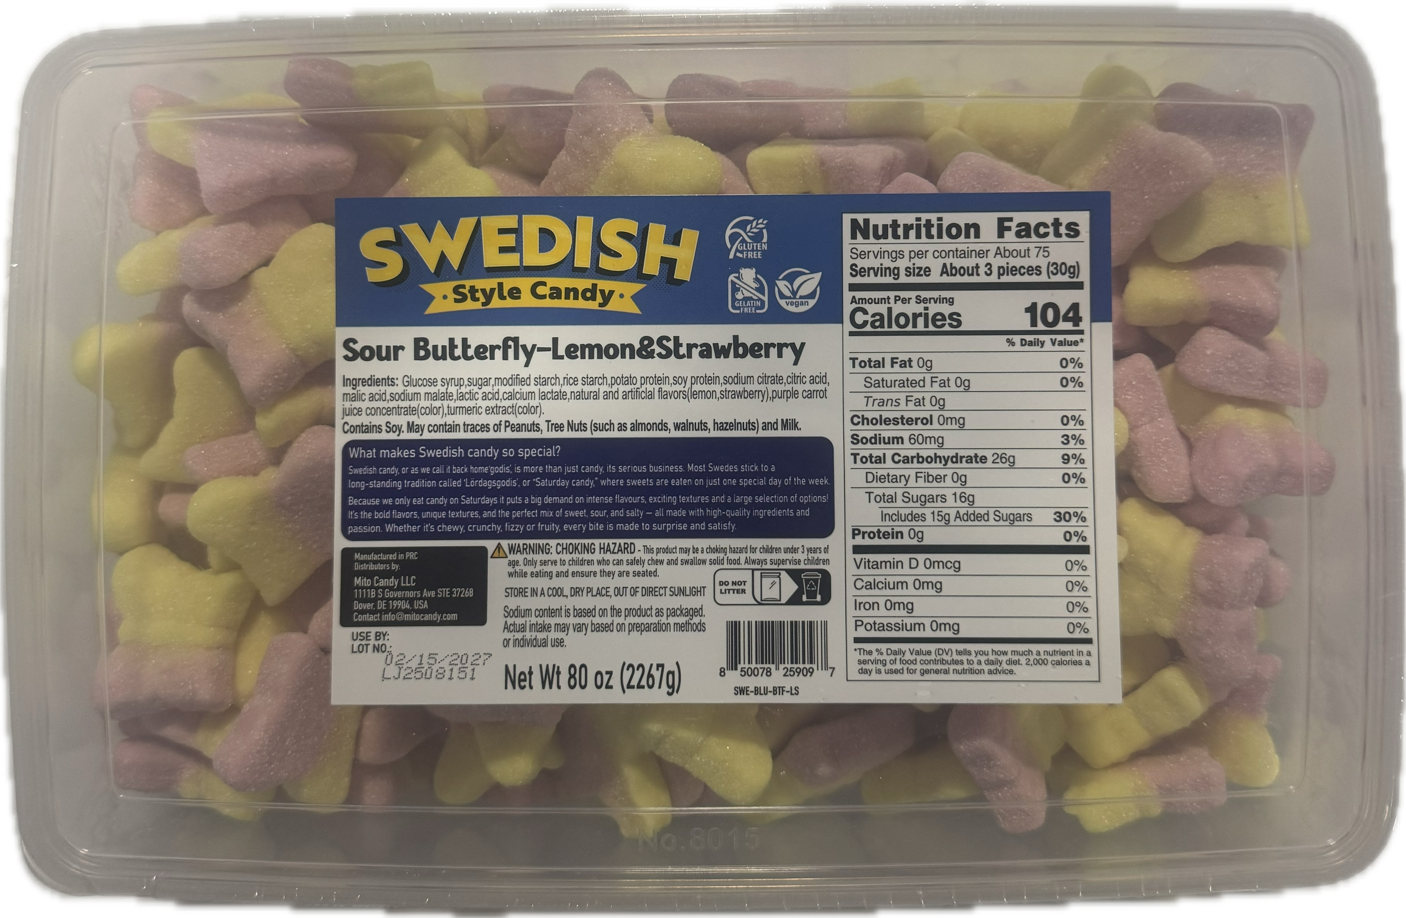 SWEDISH
Style Candy
GLUTEN
FREE
GELATIN
FREE
vegan
Sour Butterfly-Lemon&Strawberry
Ingredients: Glucose syrup,sugar,modified starch,rice starch,potato protein,soy protein,sodium citrate,citric acid,
malic acid,sodium malate,lactic acid,calcium lactate,natural and artificial flavors(lemon,strawberry),purple carrot
juice concentrate(color),turmeric extract(color).
Contains Soy. May contain traces of Peanuts, Tree Nuts (such as almonds, walnuts, hazelnuts) and Milk.
What makes Swedish candy so special?
Swedish candy, or as we call it back home'godis', is more than just candy, its serious business. Most Swedes stick to a
long-standing tradition called 'Lördagsgodis', or "Saturday candy," where sweets are eaten on just one special day of the week.
Because we only eat candy on Saturdays it puts a big demand on intense flavours, exciting textures and a large selection of options!
It's the bold flavors, unique textures, and the perfect mix of sweet, sour, and salty — all made with high-quality ingredients and
passion. Whether it's chewy, crunchy, fizzy or fruity, every bite is made to surprise and satisfy.
Manufactured in PRC
Distributors by:
Mito Candy LLC
1111B S Governors Ave STE 37268
Dover, DE 19904, USA
Contact info@mitocandy.com
USE BY:
LOT NO.:
02/15/2027
LJ2508151
WARNING: CHOKING HAZARD - This product may be a choking hazard for children under 3 years of
age. Only serve to children who can safely chew and swallow solid food. Always supervise children
while eating and ensure they are seated.
STORE IN A COOL, DRY PLACE, OUT OF DIRECT SUNLIGHT
DO NOT
LITTER
Sodium content is based on the product as packaged.
Actual intake may vary based on preparation methods
or individual use.
Net Wt 80 oz (2267g)
8 50078 25909 7
SWE-BLU-BTF-LS
Nutrition Facts
Servings per container About 75
Serving size About 3 pieces (30g)
Amount Per Serving
Calories 104
% Daily Value*
Total Fat 0g 0%
Saturated Fat 0g 0%
Trans Fat 0g
Cholesterol 0mg 0%
Sodium 60mg 3%
Total Carbohydrate 26g 9%
Dietary Fiber 0g 0%
Total Sugars 16g
Includes 15g Added Sugars 30%
Protein 0g 0%
Vitamin D 0mcg 0%
Calcium 0mg 0%
Iron 0mg 0%
Potassium 0mg 0%
*The % Daily Value (DV) tells you how much a nutrient in a
serving of food contributes to a daily diet. 2,000 calories a
day is used for general nutrition advice.
No.8015